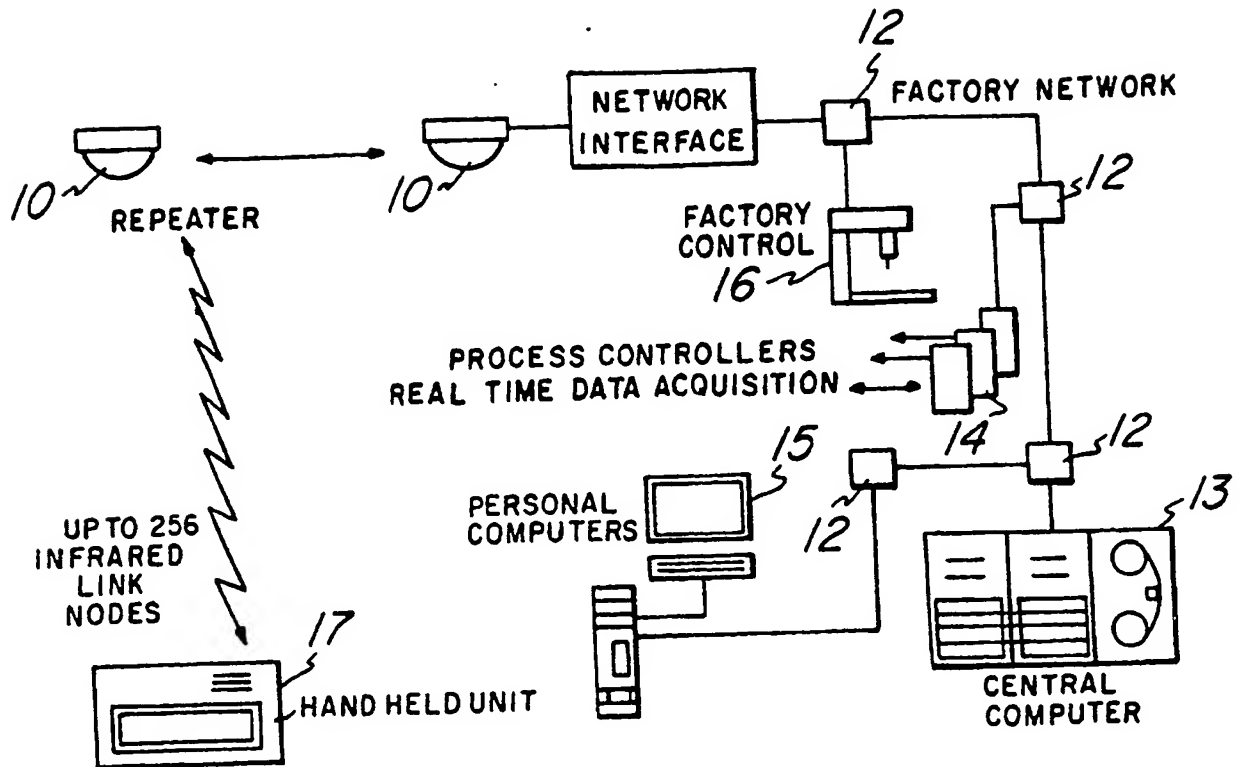 12
NETWORK
INTERFACE
FACTORY NETWORK
10
10
REPEATER
12
FACTORY
CONTROL
16
PROCESS CONTROLLERS
REAL TIME DATA ACQUISITION
14
12
15
PERSONAL
COMPUTERS
12
13
UP TO 256
INFRARED
LINK
NODES
17
HAND HELD UNIT
CENTRAL
COMPUTER